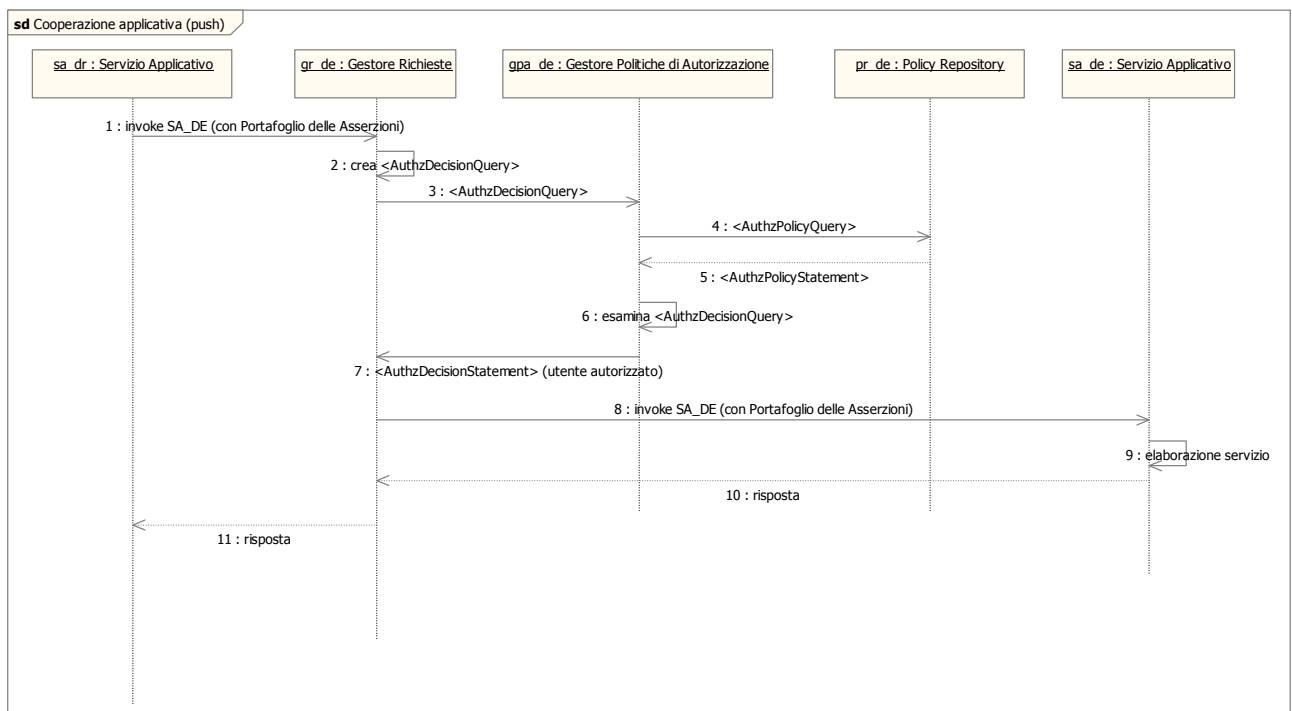 sd Cooperazione applicativa (push)
sa_dr : Servizio Applicativo
gr_de : Gestore Richieste
gpa_de : Gestore Politiche di Autorizzazione
pr_de : Policy Repository
sa_de : Servizio Applicativo
1 : invoke SA_DE (con Portafoglio delle Asserzioni)
2 : crea <AuthzDecisionQuery>
3 : <AuthzDecisionQuery>
4 : <AuthzPolicyQuery>
5 : <AuthzPolicyStatement>
6 : esamina <AuthzDecisionQuery>
7 : <AuthzDecisionStatement> (utente autorizzato)
8 : invoke SA_DE (con Portafoglio delle Asserzioni)
9 : elaborazione servizio
10 : risposta
11 : risposta